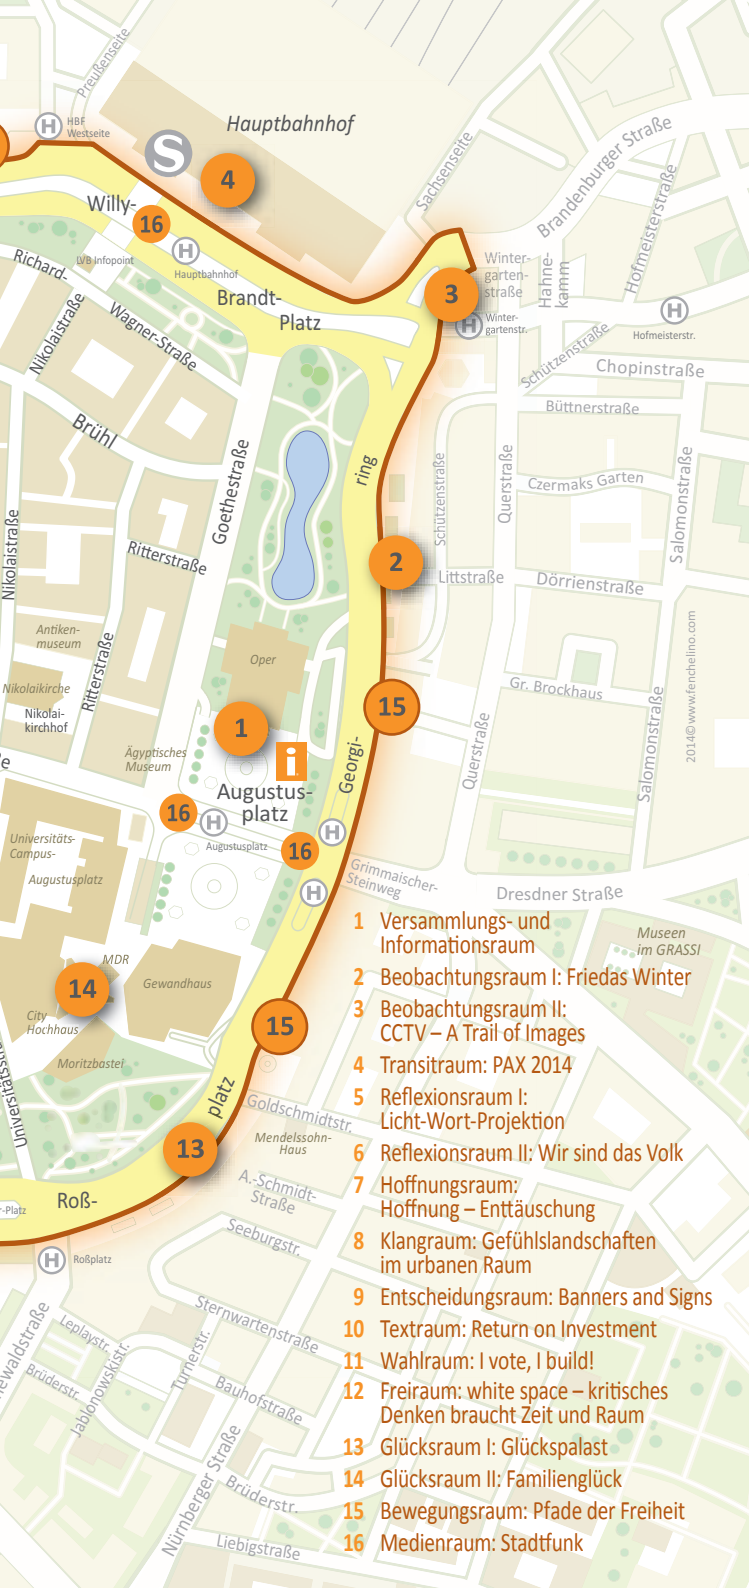 Preußenseite
H
HBF
Westseite
S
Hauptbahnhof
4
Sachsenseite
Brandenburger Straße
Hofmeisterstraße
Willy-
16
H
Hauptbahnhof
LVB Infopoint
Richard-
Wagner-Straße
Brandt-
Platz
3
Winter-
garten-
straße
Hahne-
kamm
H
Winter-
gartenstr.
H
Hofmeisterstr.
Nikolaistraße
Schützenstraße
Chopinstraße
Büttnerstraße
Brühl
Goethestraße
ring
Schützenstraße
Querstraße
Czermaks Garten
Salomonstraße
Nikolaistraße
Ritterstraße
2
Littstraße
Dörrienstraße
Antiken-
museum
Ritterstraße
Oper
Nikolaikirche
Nikolai-
kirchhof
1
15
Gr. Brockhaus
Querstraße
Salomonstraße
2014© www.fenchelino.com
Ägyptisches
Museum
i
Georgi-
Augustus-
platz
16
H
Augustusplatz
16
H
H
Universitäts-
Campus-
Augustusplatz
Grimmaischer-
Steinweg
Dresdner Straße
Museen
im GRASSI
MDR
14
Gewandhaus
City
Hochhaus
Moritzbastei
15
platz
Goldschmidtstr.
Mendelssohn-
Haus
13
A.-Schmidt-
Straße
Roß-
-Platz
Seeburgstr.
H
Roßplatz
Sternwartenstraße
Leplaystr.
Brüderstr.
Jablonowskistr.
Turnerstr.
Bauhofstraße
Nürnberger Straße
Brüderstr.
Liebigstraße
1 Versammlungs- und
Informationsraum
2 Beobachtungsraum I: Friedas Winter
3 Beobachtungsraum II:
CCTV – A Trail of Images
4 Transitraum: PAX 2014
5 Reflexionsraum I:
Licht-Wort-Projektion
6 Reflexionsraum II: Wir sind das Volk
7 Hoffnungsraum:
Hoffnung – Enttäuschung
8 Klangraum: Gefühlslandschaften
im urbanen Raum
9 Entscheidungsraum: Banners and Signs
10 Textraum: Return on Investment
11 Wahlraum: I vote, I build!
12 Freiraum: white space – kritisches
Denken braucht Zeit und Raum
13 Glücksraum I: Glückspalast
14 Glücksraum II: Familienglück
15 Bewegungsraum: Pfade der Freiheit
16 Medienraum: Stadtfunk